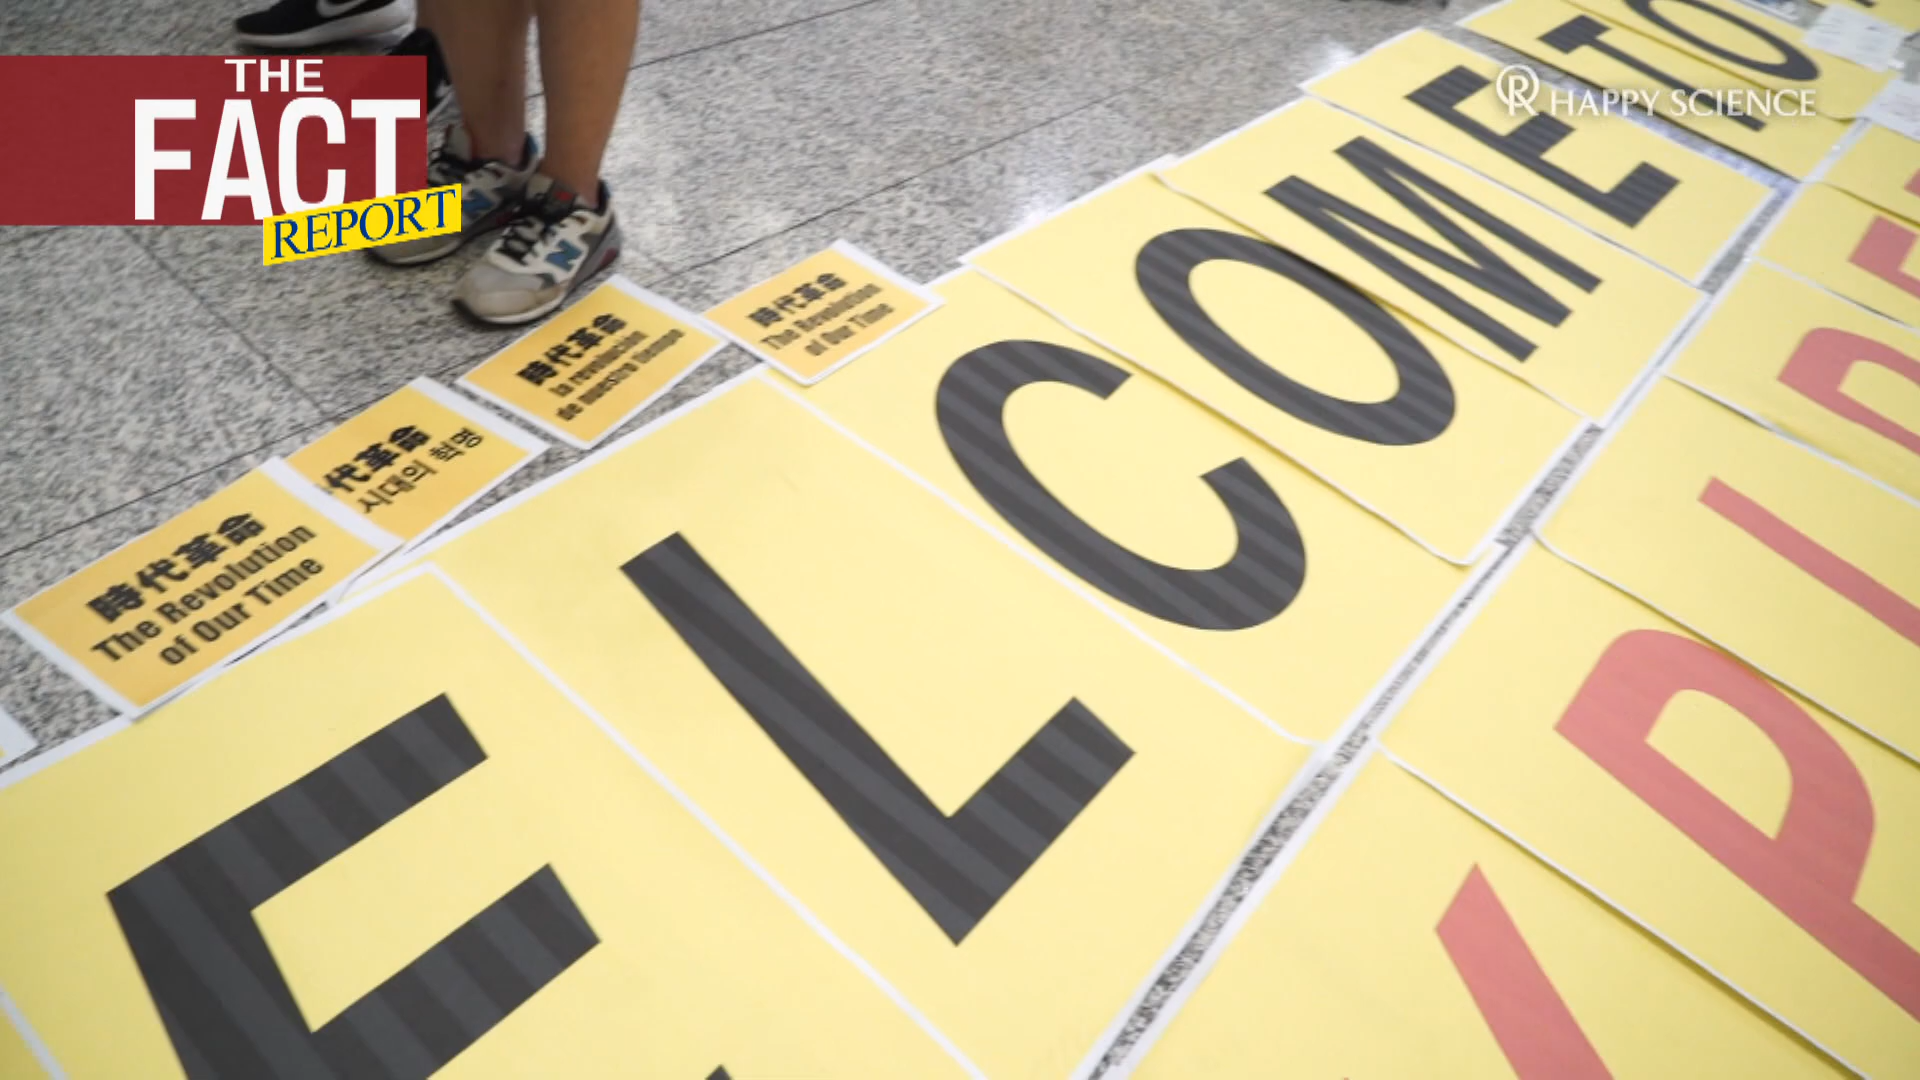 THE
FACT
REPORT
HAPPY SCIENCE
時代革命
The Revolution
of Our Time
時代革命
la revolución
de nuestro tiempo
代革命
시대의 혁명
時代革命
The Revolution
of Our Time
ELCOME TO